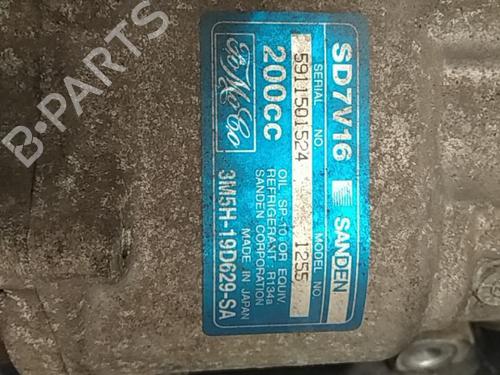 SD7V16 SANDEN
SERIAL NO. MODEL NO.
5911501524 1255
200cc
OIL SP-10 OR EQUIV.
REFRIGERANT: R134a
SANDEN CORPORATION
MADE IN JAPAN
FoMoCo
3M5H-19D629-SA
B-PARTS